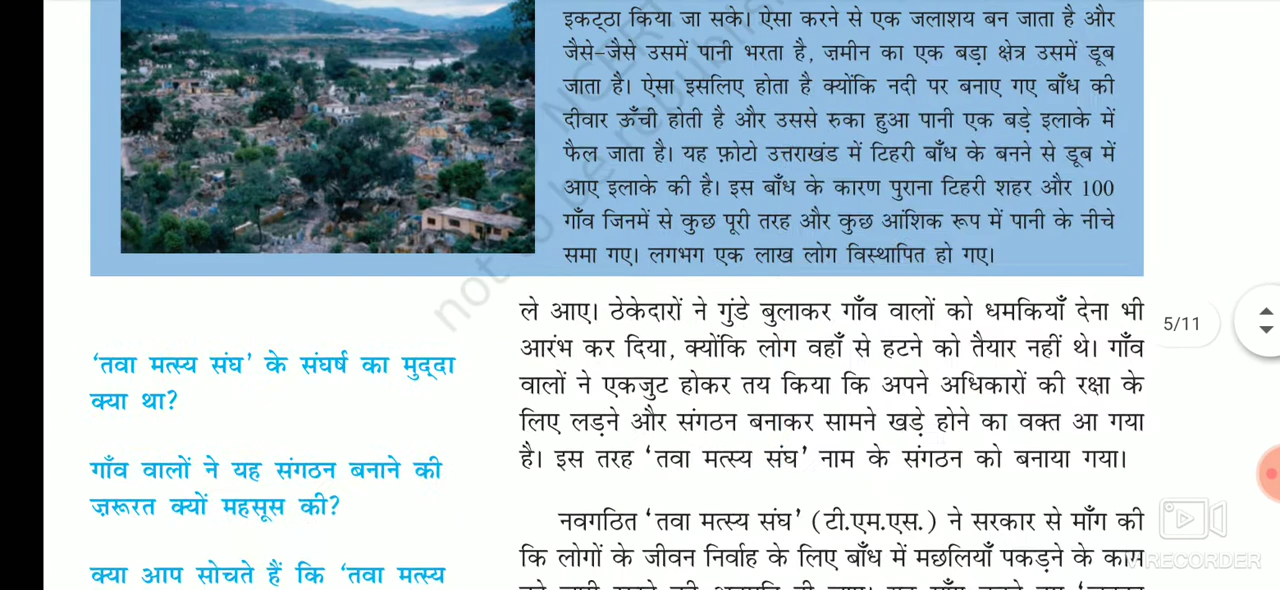 इकट्ठा किया जा सके। ऐसा करने से एक जलाशय बन जाता है और
जैसे-जैसे उसमें पानी भरता है, ज़मीन का एक बड़ा क्षेत्र उसमें डूब
जाता है। ऐसा इसलिए होता है क्योंकि नदी पर बनाए गए बाँध की
दीवार ऊँची होती है और उससे रुका हुआ पानी एक बड़े इलाके में
फैल जाता है। यह फ़ोटो उत्तराखंड में टिहरी बाँध के बनने से डूब में
आए इलाके की है। इस बाँध के कारण पुराना टिहरी शहर और 100
गाँव जिनमें से कुछ पूरी तरह और कुछ आंशिक रूप में पानी के नीचे
समा गए। लगभग एक लाख लोग विस्थापित हो गए।
ले आए। ठेकेदारों ने गुंडे बुलाकर गाँव वालों को धमकियाँ देना भी
आरंभ कर दिया, क्योंकि लोग वहाँ से हटने को तैयार नहीं थे। गाँव
वालों ने एकजुट होकर तय किया कि अपने अधिकारों की रक्षा के
लिए लड़ने और संगठन बनाकर सामने खड़े होने का वक्त आ गया
है। इस तरह ‘तवा मत्स्य संघ’ नाम के संगठन को बनाया गया।
नवगठित ‘तवा मत्स्य संघ’ (टी.एम.एस.) ने सरकार से माँग की
कि लोगों के जीवन निर्वाह के लिए बाँध में मछलियाँ पकड़ने के काम
‘तवा मत्स्य संघ’ के संघर्ष का मुद्दा
क्या था?
गाँव वालों ने यह संगठन बनाने की
ज़रूरत क्यों महसूस की?
क्या आप सोचते हैं कि ‘तवा मत्स्य
5/11
not to be republished
RECORDER